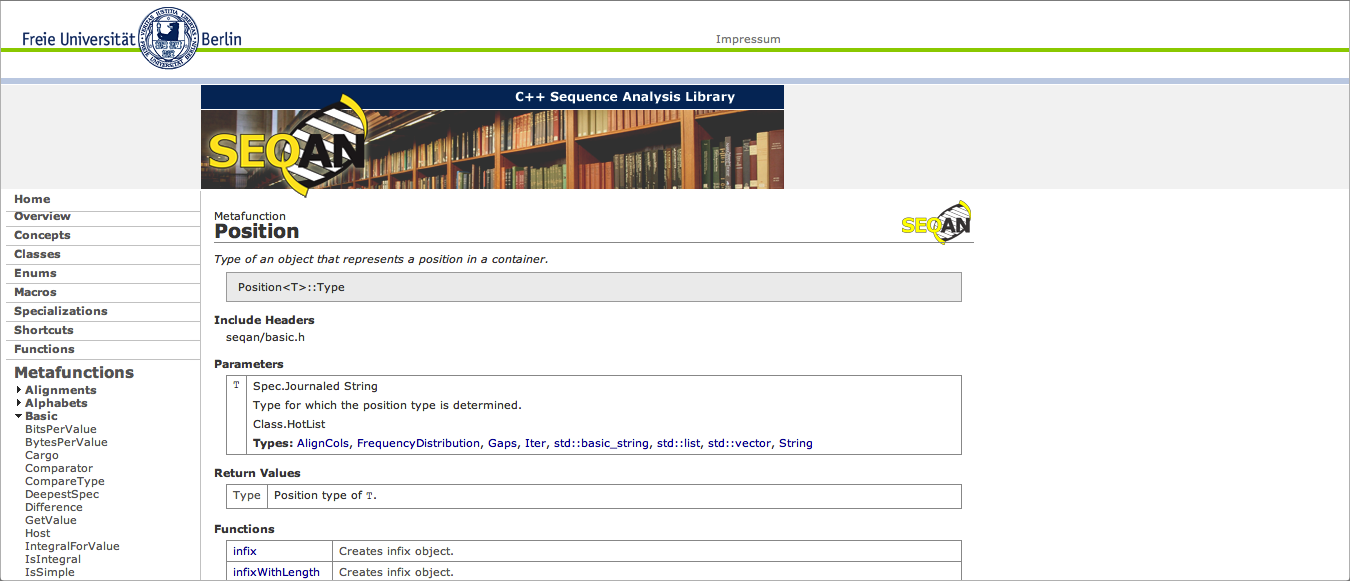 Freie Universität Berlin
Impressum
C++ Sequence Analysis Library
SEQAN
Home
Overview
Concepts
Classes
Enums
Macros
Specializations
Shortcuts
Functions
Metafunctions
Alignments
Alphabets
Basic
BitsPerValue
BytesPerValue
Cargo
Comparator
CompareType
DeepestSpec
Difference
GetValue
Host
IntegralForValue
IsIntegral
IsSimple
Metafunction
Position
SEQAN
Type of an object that represents a position in a container.
Position<T>::Type
Include Headers
seqan/basic.h
Parameters
T Spec.Journaled String
Type for which the position type is determined.
Class.HotList
Types: AlignCols, FrequencyDistribution, Gaps, Iter, std::basic_string, std::list, std::vector, String
Return Values
Type Position type of T.
Functions
infix Creates infix object.
infixWithLength Creates infix object.